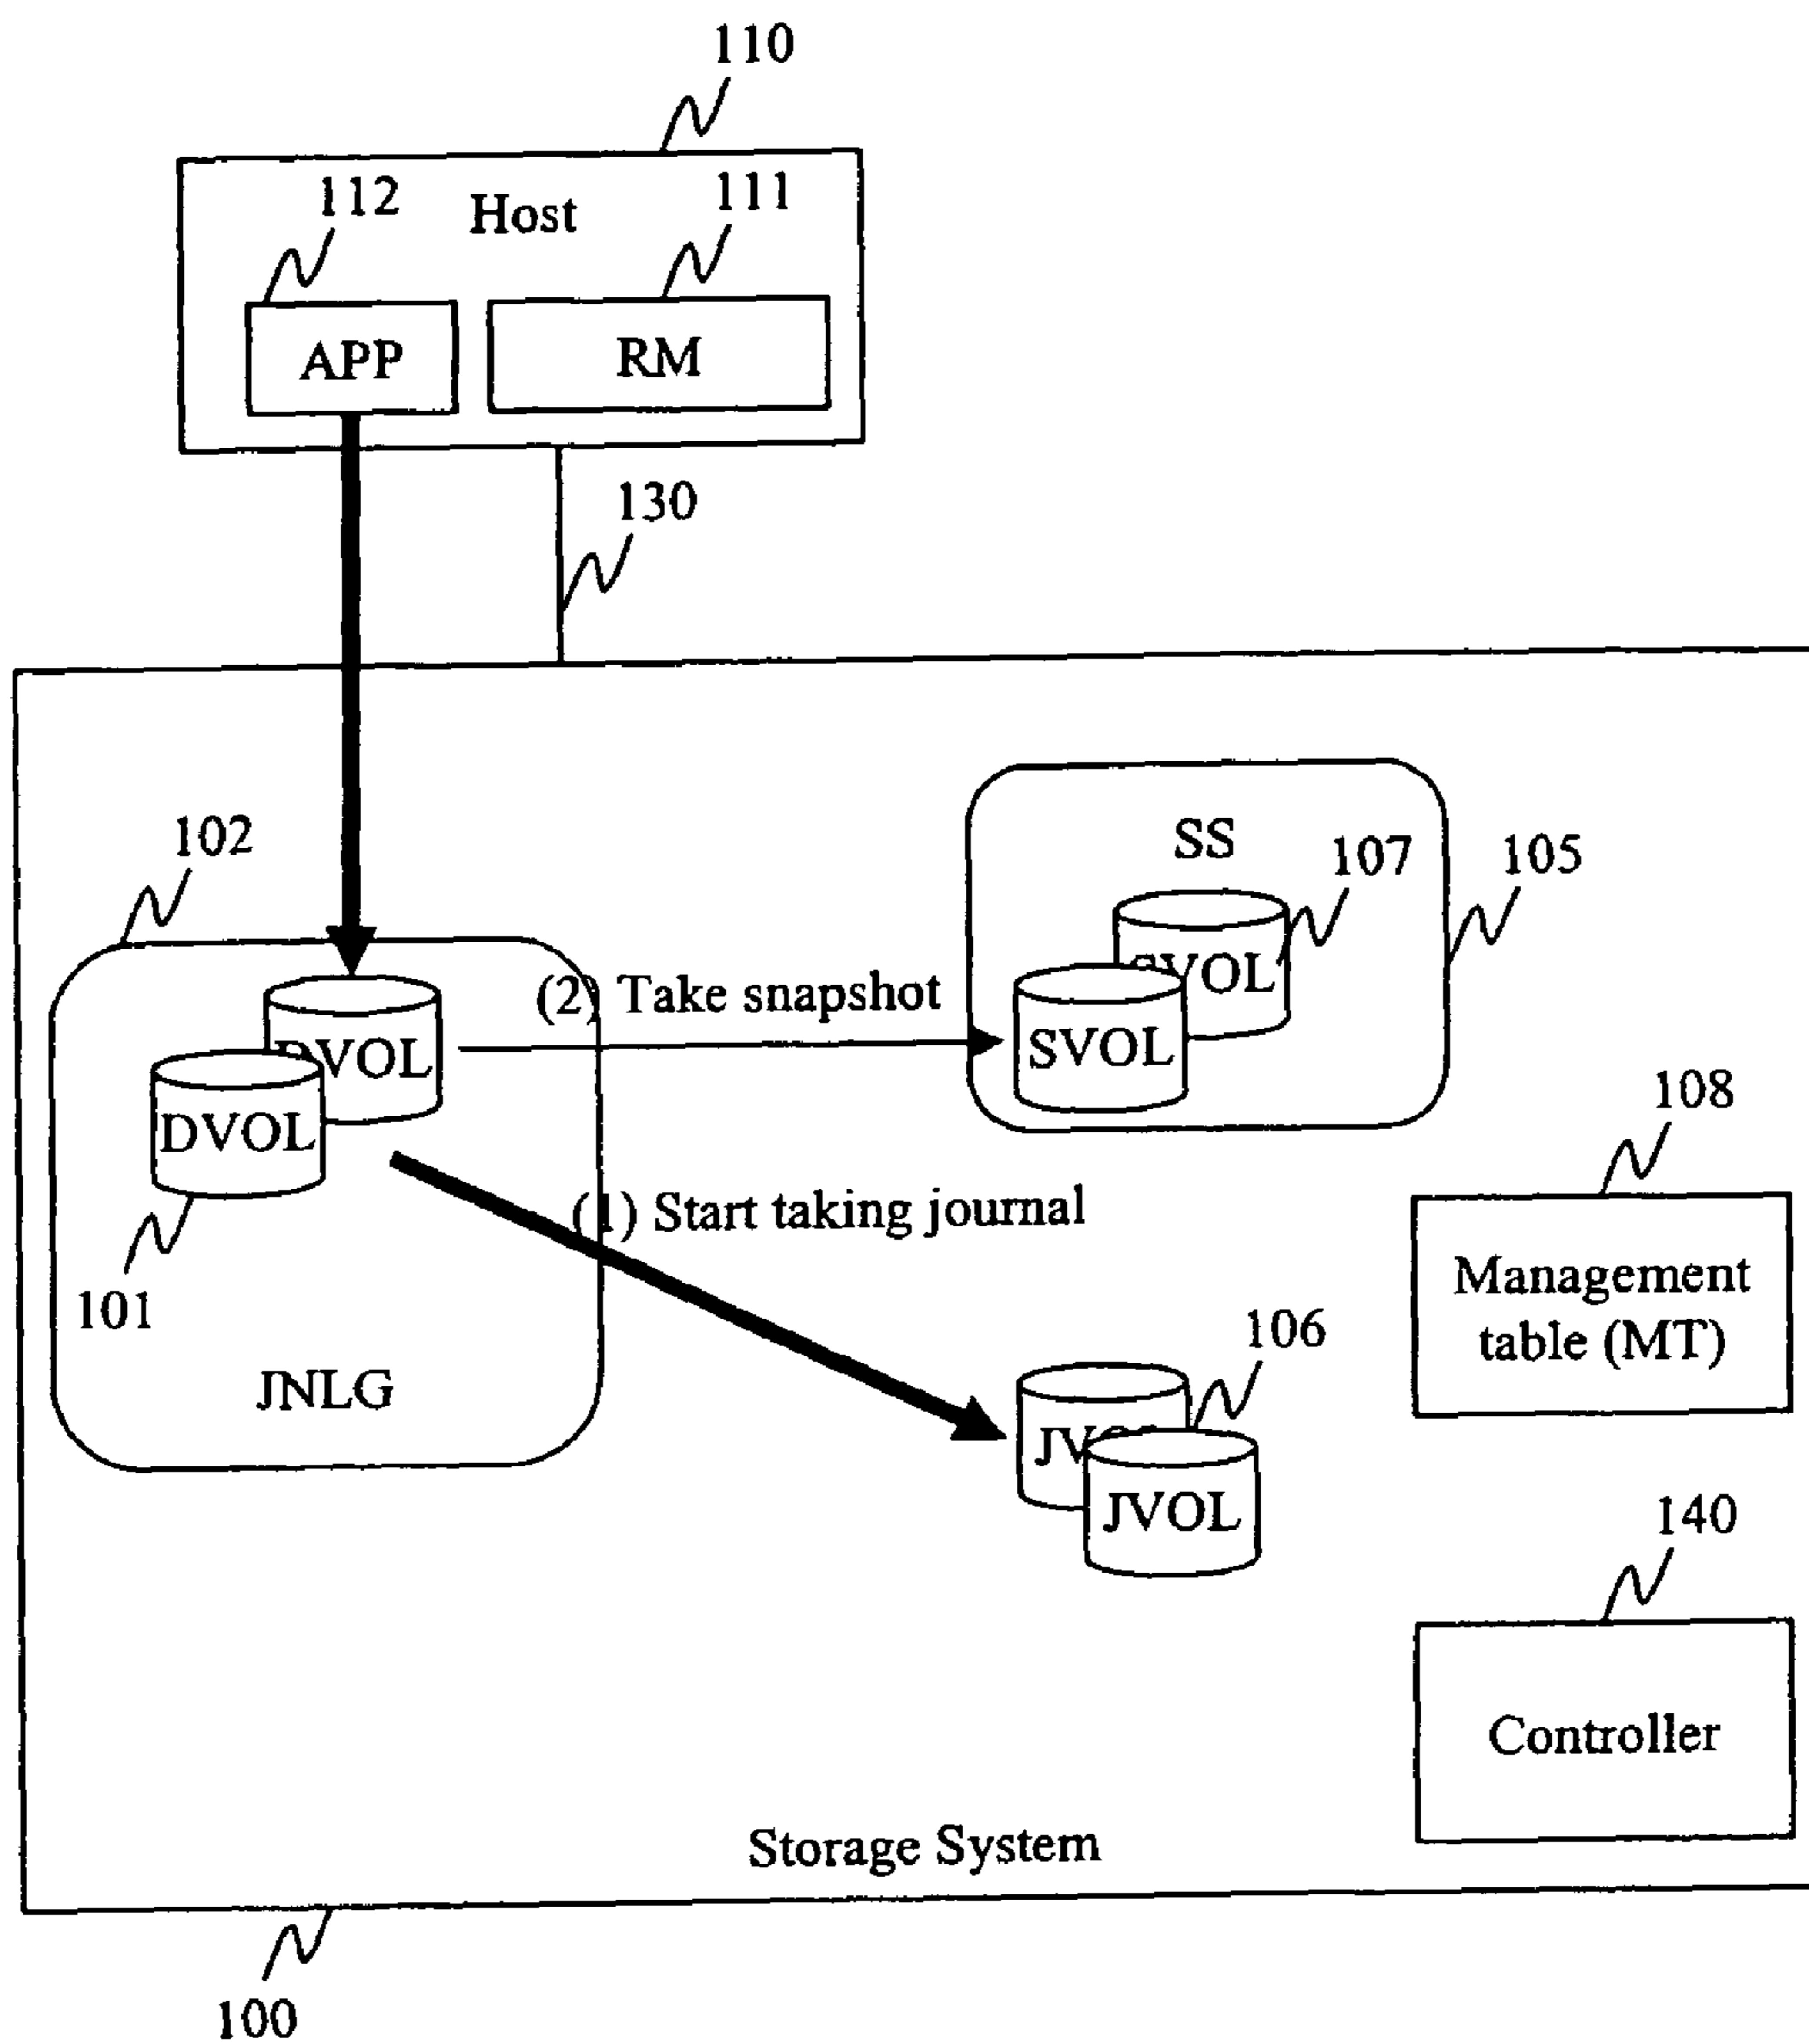 110
112
Host
111
APP
RM
130
102
SS
107
105
(2) Take snapshot
DVOL
SVOL
SVOL
DVOL
108
(1) Start taking journal
101
Management
table (MT)
106
JNLG
JVOL
140
Controller
Storage System
100